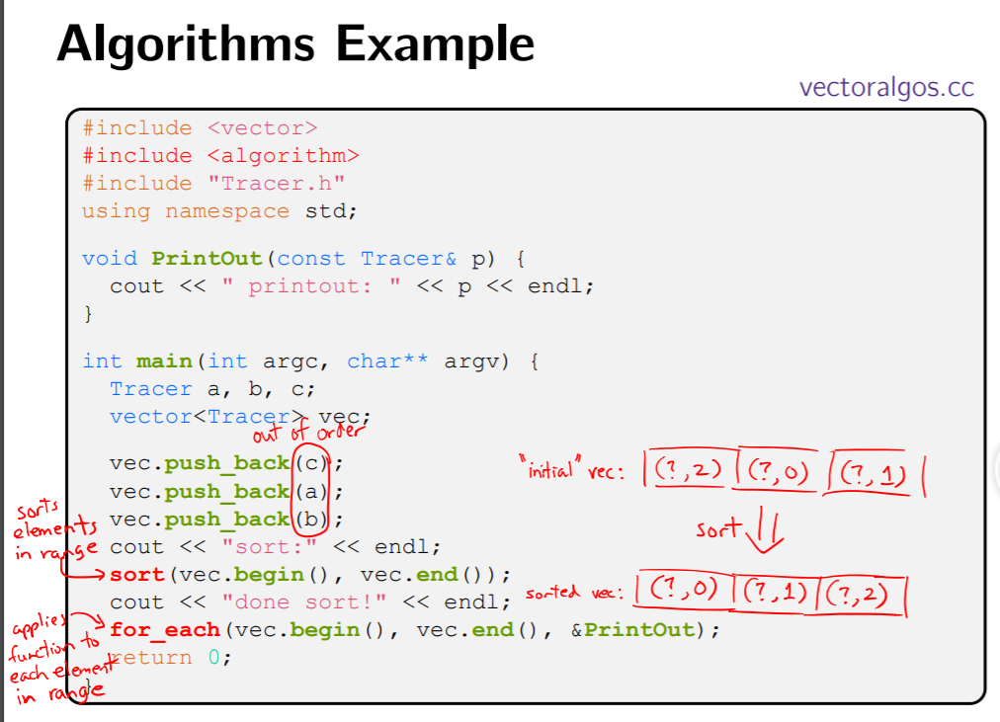 Algorithms Example
vectoralgos.cc
#include <vector>
#include <algorithm>
#include "Tracer.h"
using namespace std;
void PrintOut(const Tracer& p) {
  cout << " printout: " << p << endl;
}
int main(int argc, char** argv) {
  Tracer a, b, c;
  vector<Tracer> vec;
out of order
  vec.push_back(c);
"initial" vec: (?,2) (?,0) (?,1)
  vec.push_back(a);
  vec.push_back(b);
sort
sorts
elements
in range
  cout << "sort:" << endl;
  sort(vec.begin(), vec.end());
  cout << "done sort!" << endl;
sorted vec: (?,0) (?,1) (?,2)
applies
function to
each element
in range
  for_each(vec.begin(), vec.end(), &PrintOut);
  return 0;
}